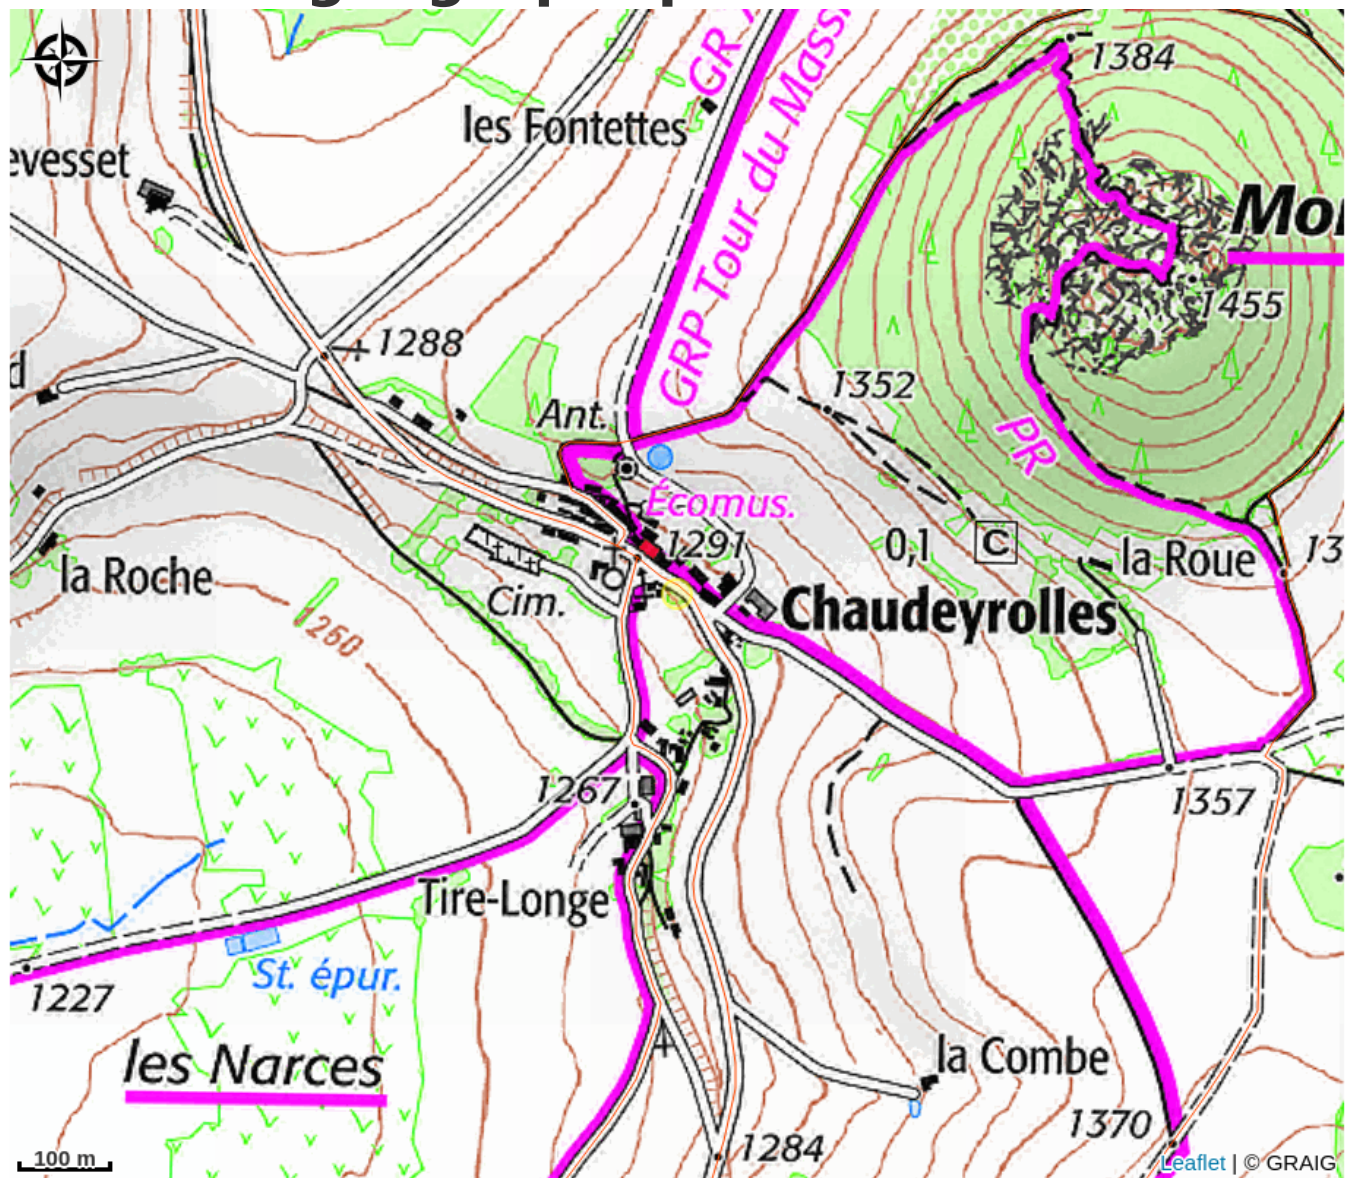 GR
1384
les Fontettes
GRP Tour du Mass
evesset
Mo
1455
1288
1352
d
Ant.
PR
Écomus.
1291
0,1
C
la Roue
13
la Roche
Cim.
Chaudeyrolles
1260
1267
1357
Tire-Longe
St. épur.
1227
les Narces
la Combe
1370
1284
100 m
Leaflet | © GRAIG